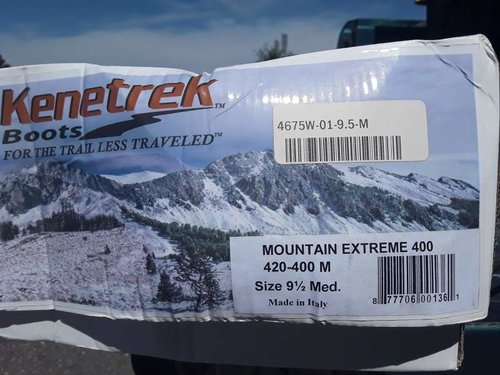 Kenetrek™
Boots
FOR THE TRAIL LESS TRAVELED™
4675W-01-9.5-M
MOUNTAIN EXTREME 400
420-400 M
Size 9½ Med.
Made in Italy
8 77706 00136 1